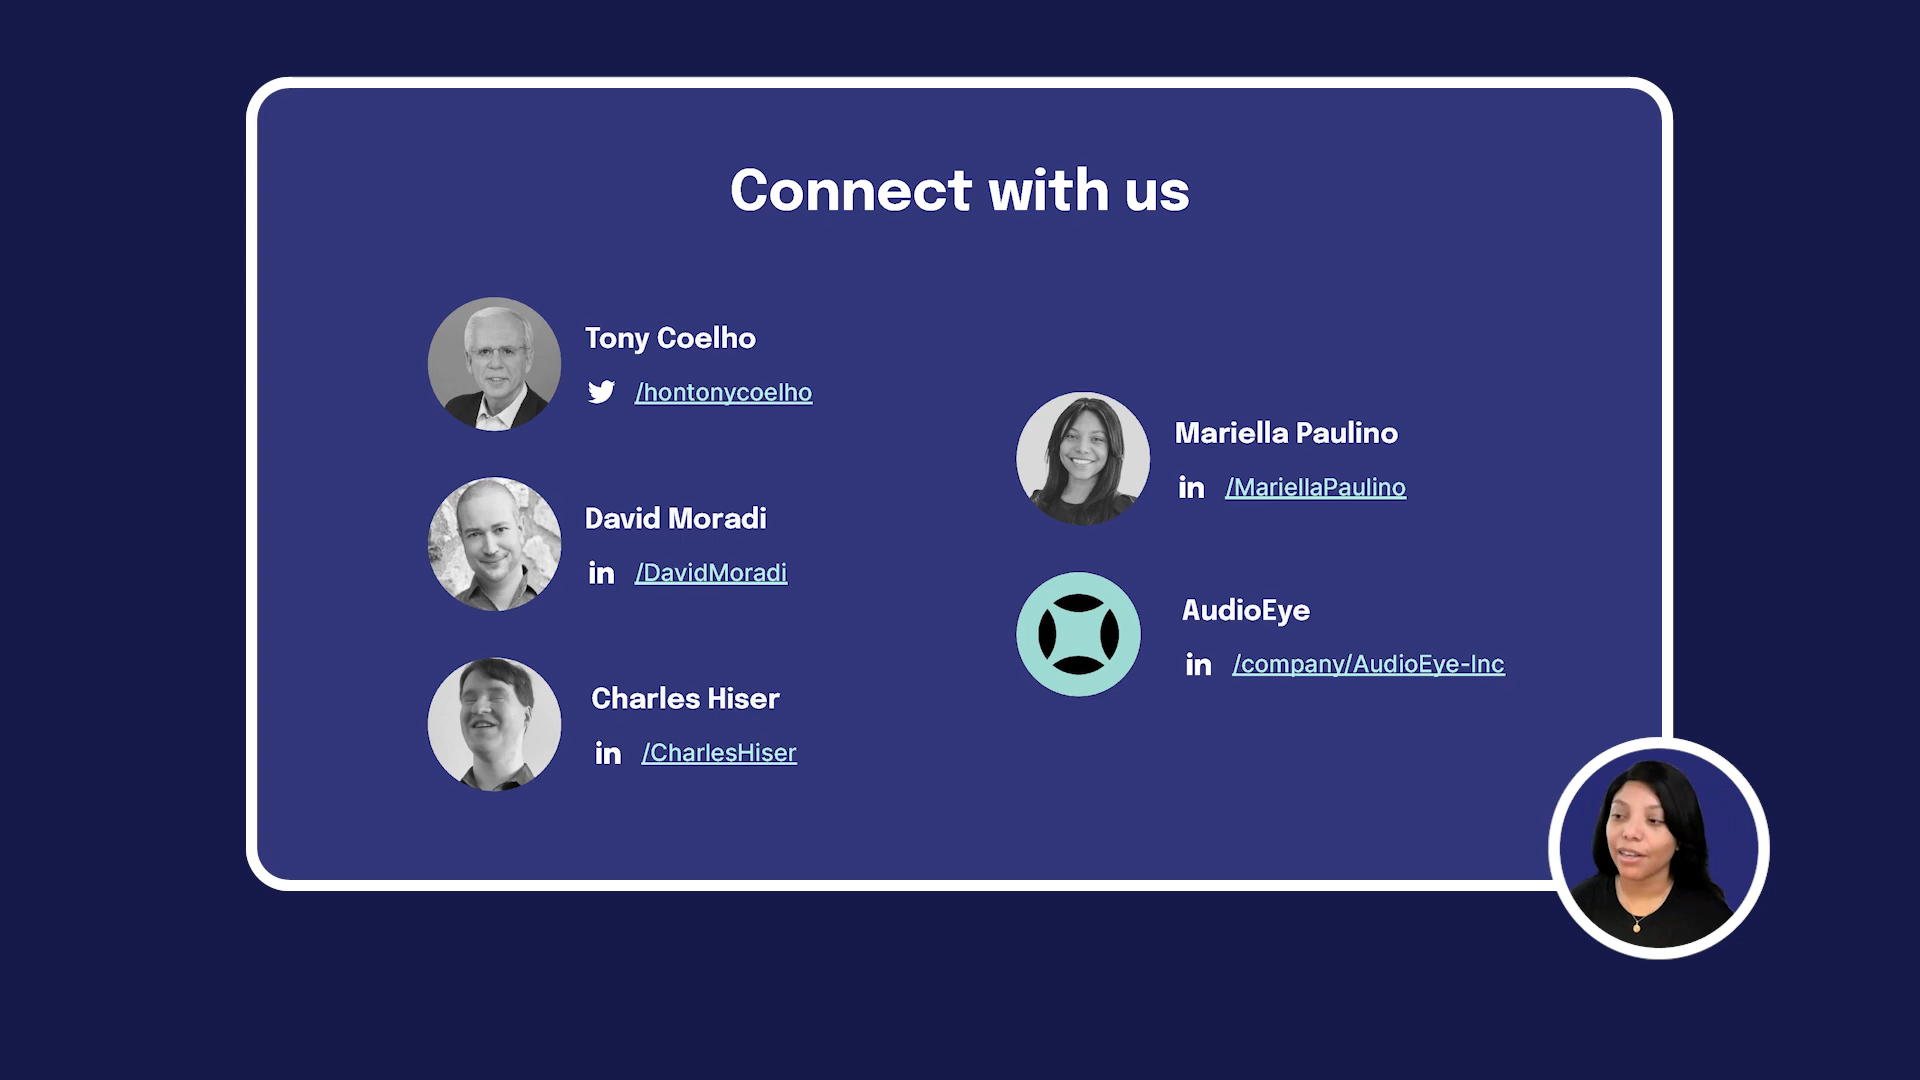 Connect with us
Tony Coelho
/hontonycoelho
David Moradi
in /DavidMoradi
Charles Hiser
in /CharlesHiser
Mariella Paulino
in /MariellaPaulino
AudioEye
in /company/AudioEye-Inc